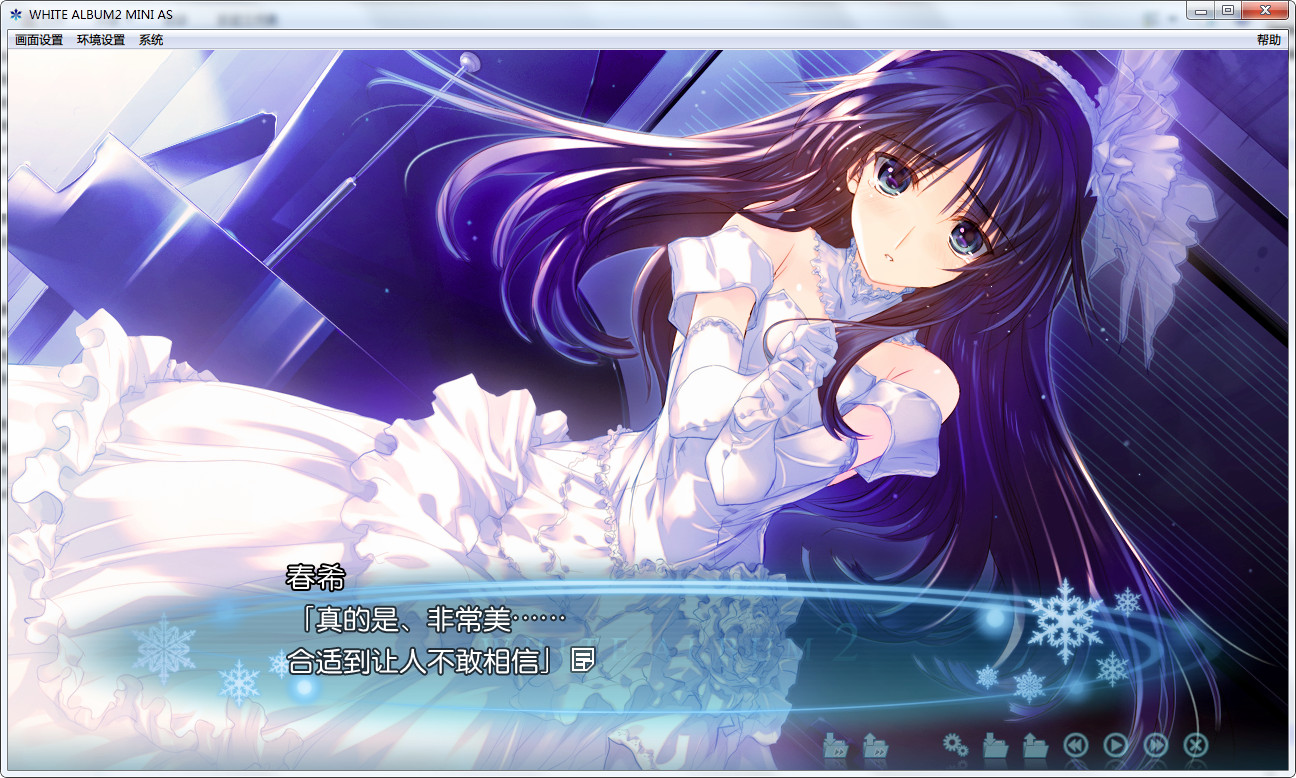 WHITE ALBUM2 MINI AS
画面设置 环境设置 系统 帮助
春希
「真的是、非常美……
合适到让人不敢相信」